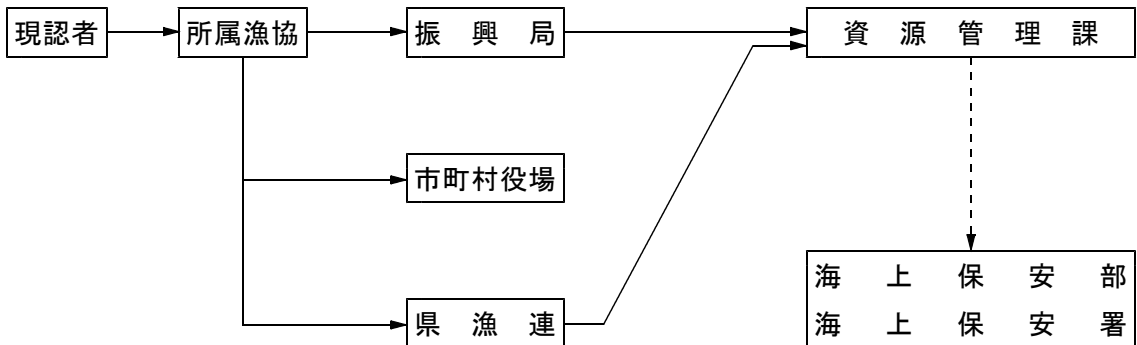 現認者
所属漁協
振興局
資源管理課
市町村役場
県漁連
海上保安部
海上保安署